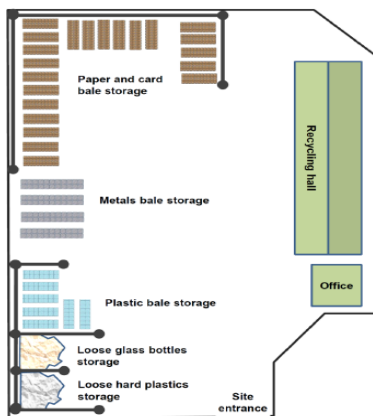 Paper and card
bale storage
Recycling hall
Metals bale storage
Office
Plastic bale storage
Loose glass bottles
storage
Loose hard plastics
storage
Site
entrance